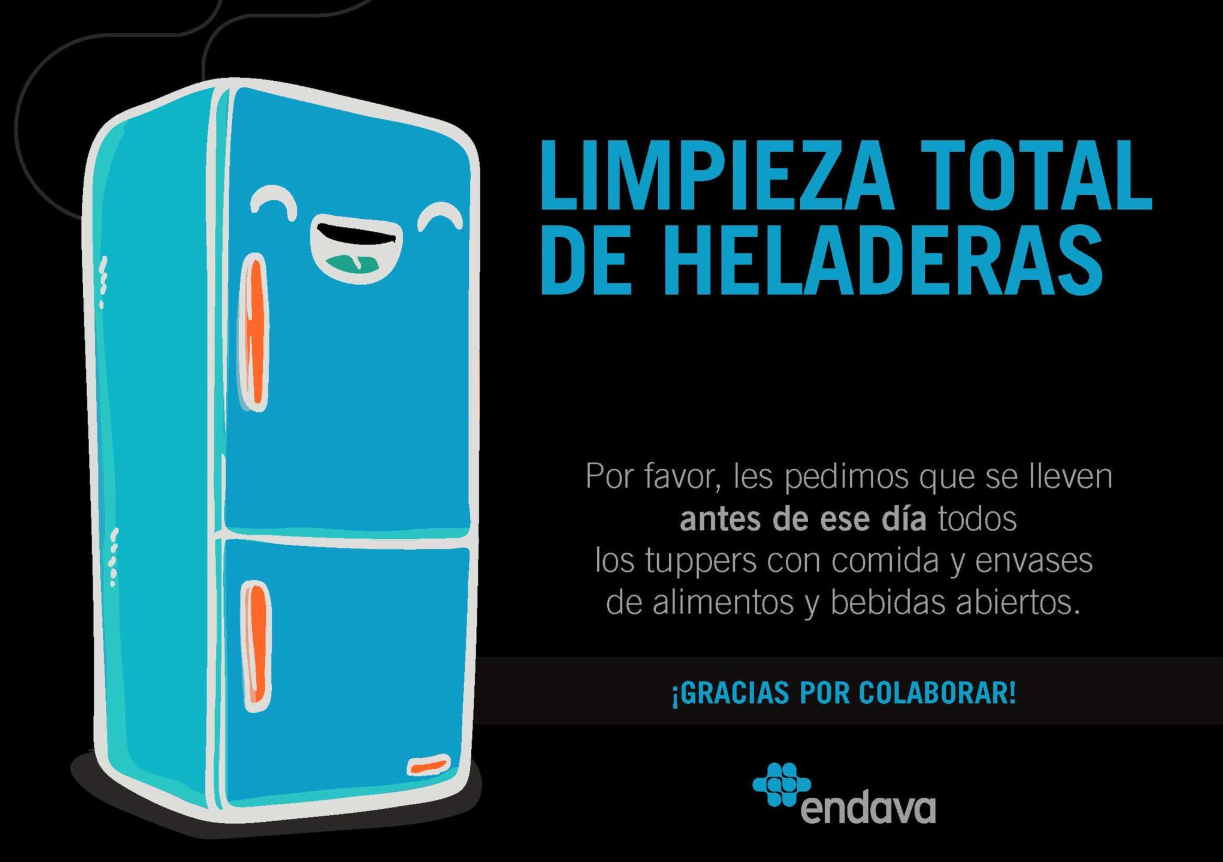 LIMPIEZA TOTAL
DE HELADERAS
Por favor, les pedimos que se lleven
antes de ese día todos
los tuppers con comida y envases
de alimentos y bebidas abiertos.
¡GRACIAS POR COLABORAR!
endava